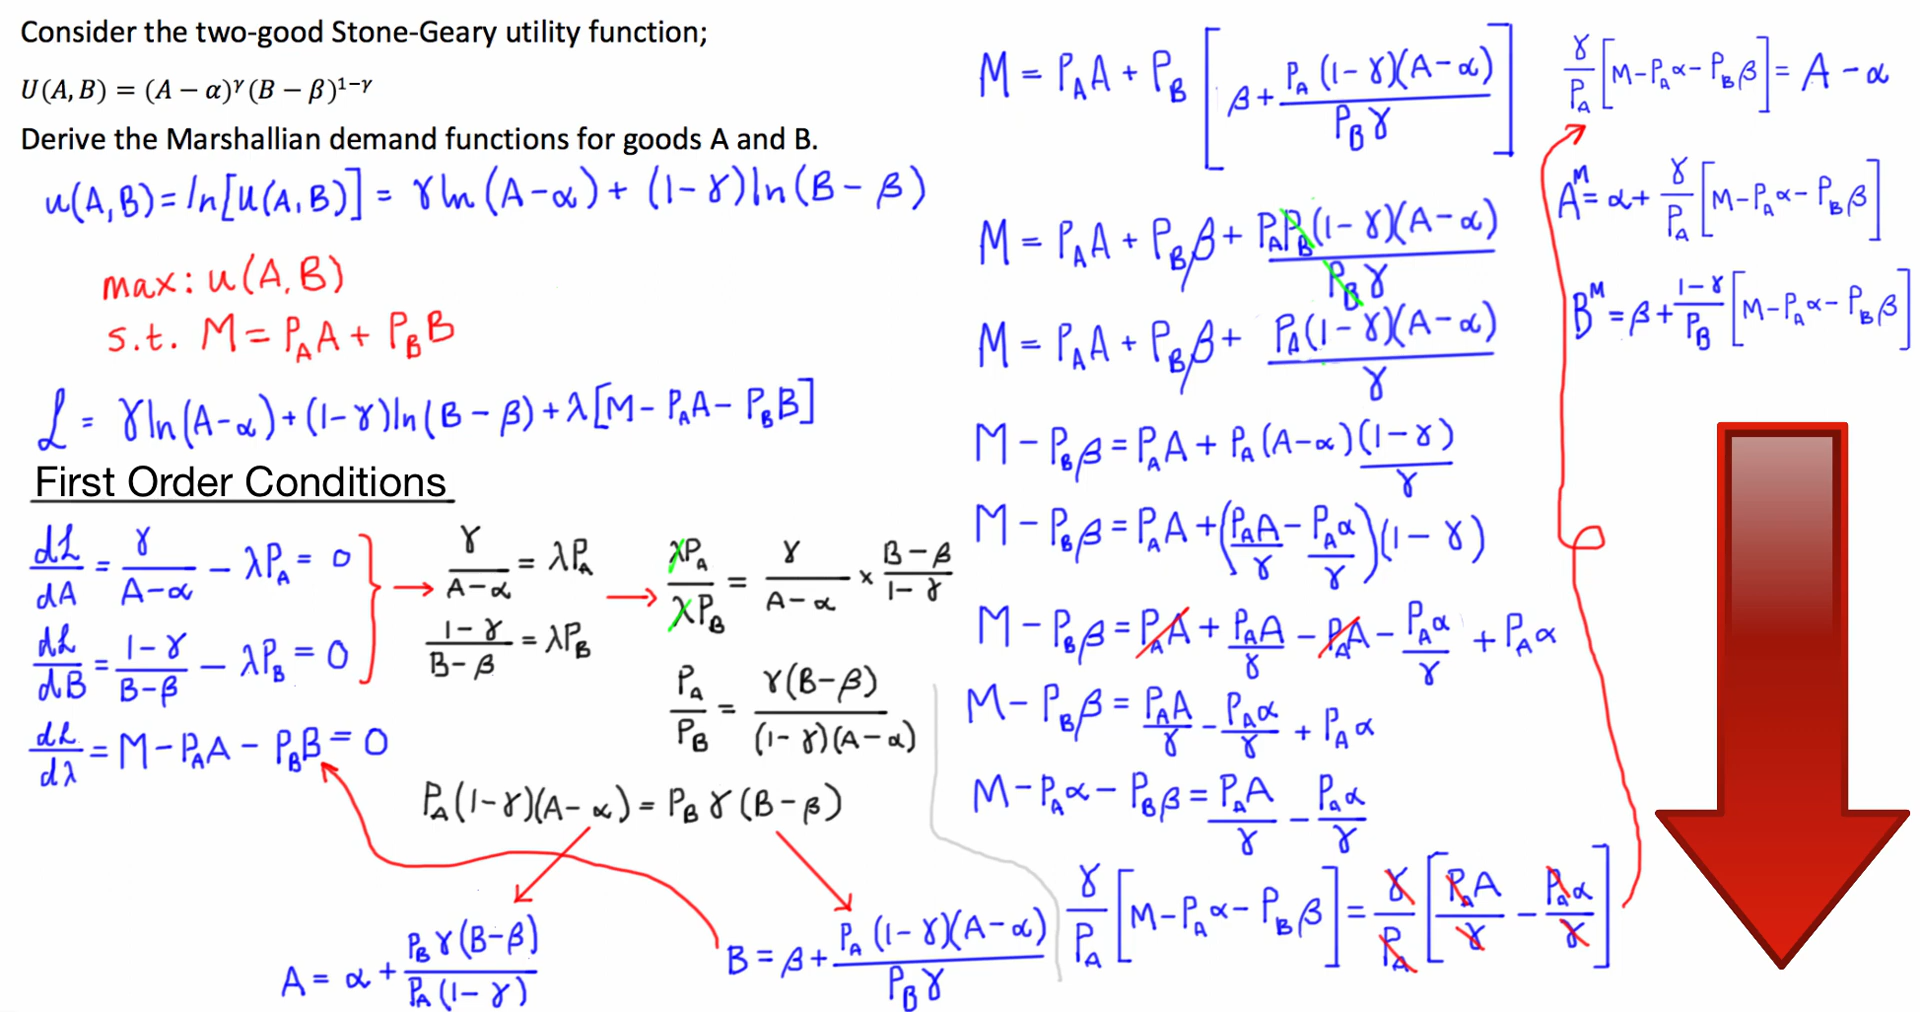 Consider the two-good Stone-Geary utility function;
U(A, B) = (A − α)^γ (B − β)^{1−γ}
Derive the Marshallian demand functions for goods A and B.
u(A,B) = ln[U(A,B)] = γ ln(A−α) + (1−γ) ln(B−β)
max: u(A,B)
s.t. M = P_A A + P_B B
ℒ = γ ln(A−α) + (1−γ) ln(B−β) + λ[M − P_A A − P_B B]
First Order Conditions
dℒ/dA = γ/(A−α) − λP_A = 0
dℒ/dB = (1−γ)/(B−β) − λP_B = 0
dℒ/dλ = M − P_A A − P_B B = 0
γ/(A−α) = λP_A
(1−γ)/(B−β) = λP_B
λP_A/λP_B = γ/(A−α) × (B−β)/(1−γ)
P_A/P_B = γ(B−β)/((1−γ)(A−α))
P_A(1−γ)(A−α) = P_B γ(B−β)
A = α + P_B γ(B−β)/(P_A(1−γ))
B = β + P_A(1−γ)(A−α)/(P_B γ)
M = P_A A + P_B [β + P_A(1−γ)(A−α)/(P_B γ)]
M = P_A A + P_B β + P_A P_B(1−γ)(A−α)/(P_B γ)
M = P_A A + P_B β + P_A(1−γ)(A−α)/γ
M − P_B β = P_A A + P_A(A−α)(1−γ)/γ
M − P_B β = P_A A + (P_A A/γ − P_A α/γ)(1−γ)
M − P_B β = P_A A + P_A A/γ − P_A A − P_A α/γ + P_A α
M − P_B β = P_A A/γ − P_A α/γ + P_A α
M − P_A α − P_B β = P_A A/γ − P_A α/γ
γ/P_A [M − P_A α − P_B β] = γ/P_A [P_A A/γ − P_A α/γ]
γ/P_A [M − P_A α − P_B β] = A − α
A^M = α + γ/P_A [M − P_A α − P_B β]
B^M = β + (1−γ)/P_B [M − P_A α − P_B β]